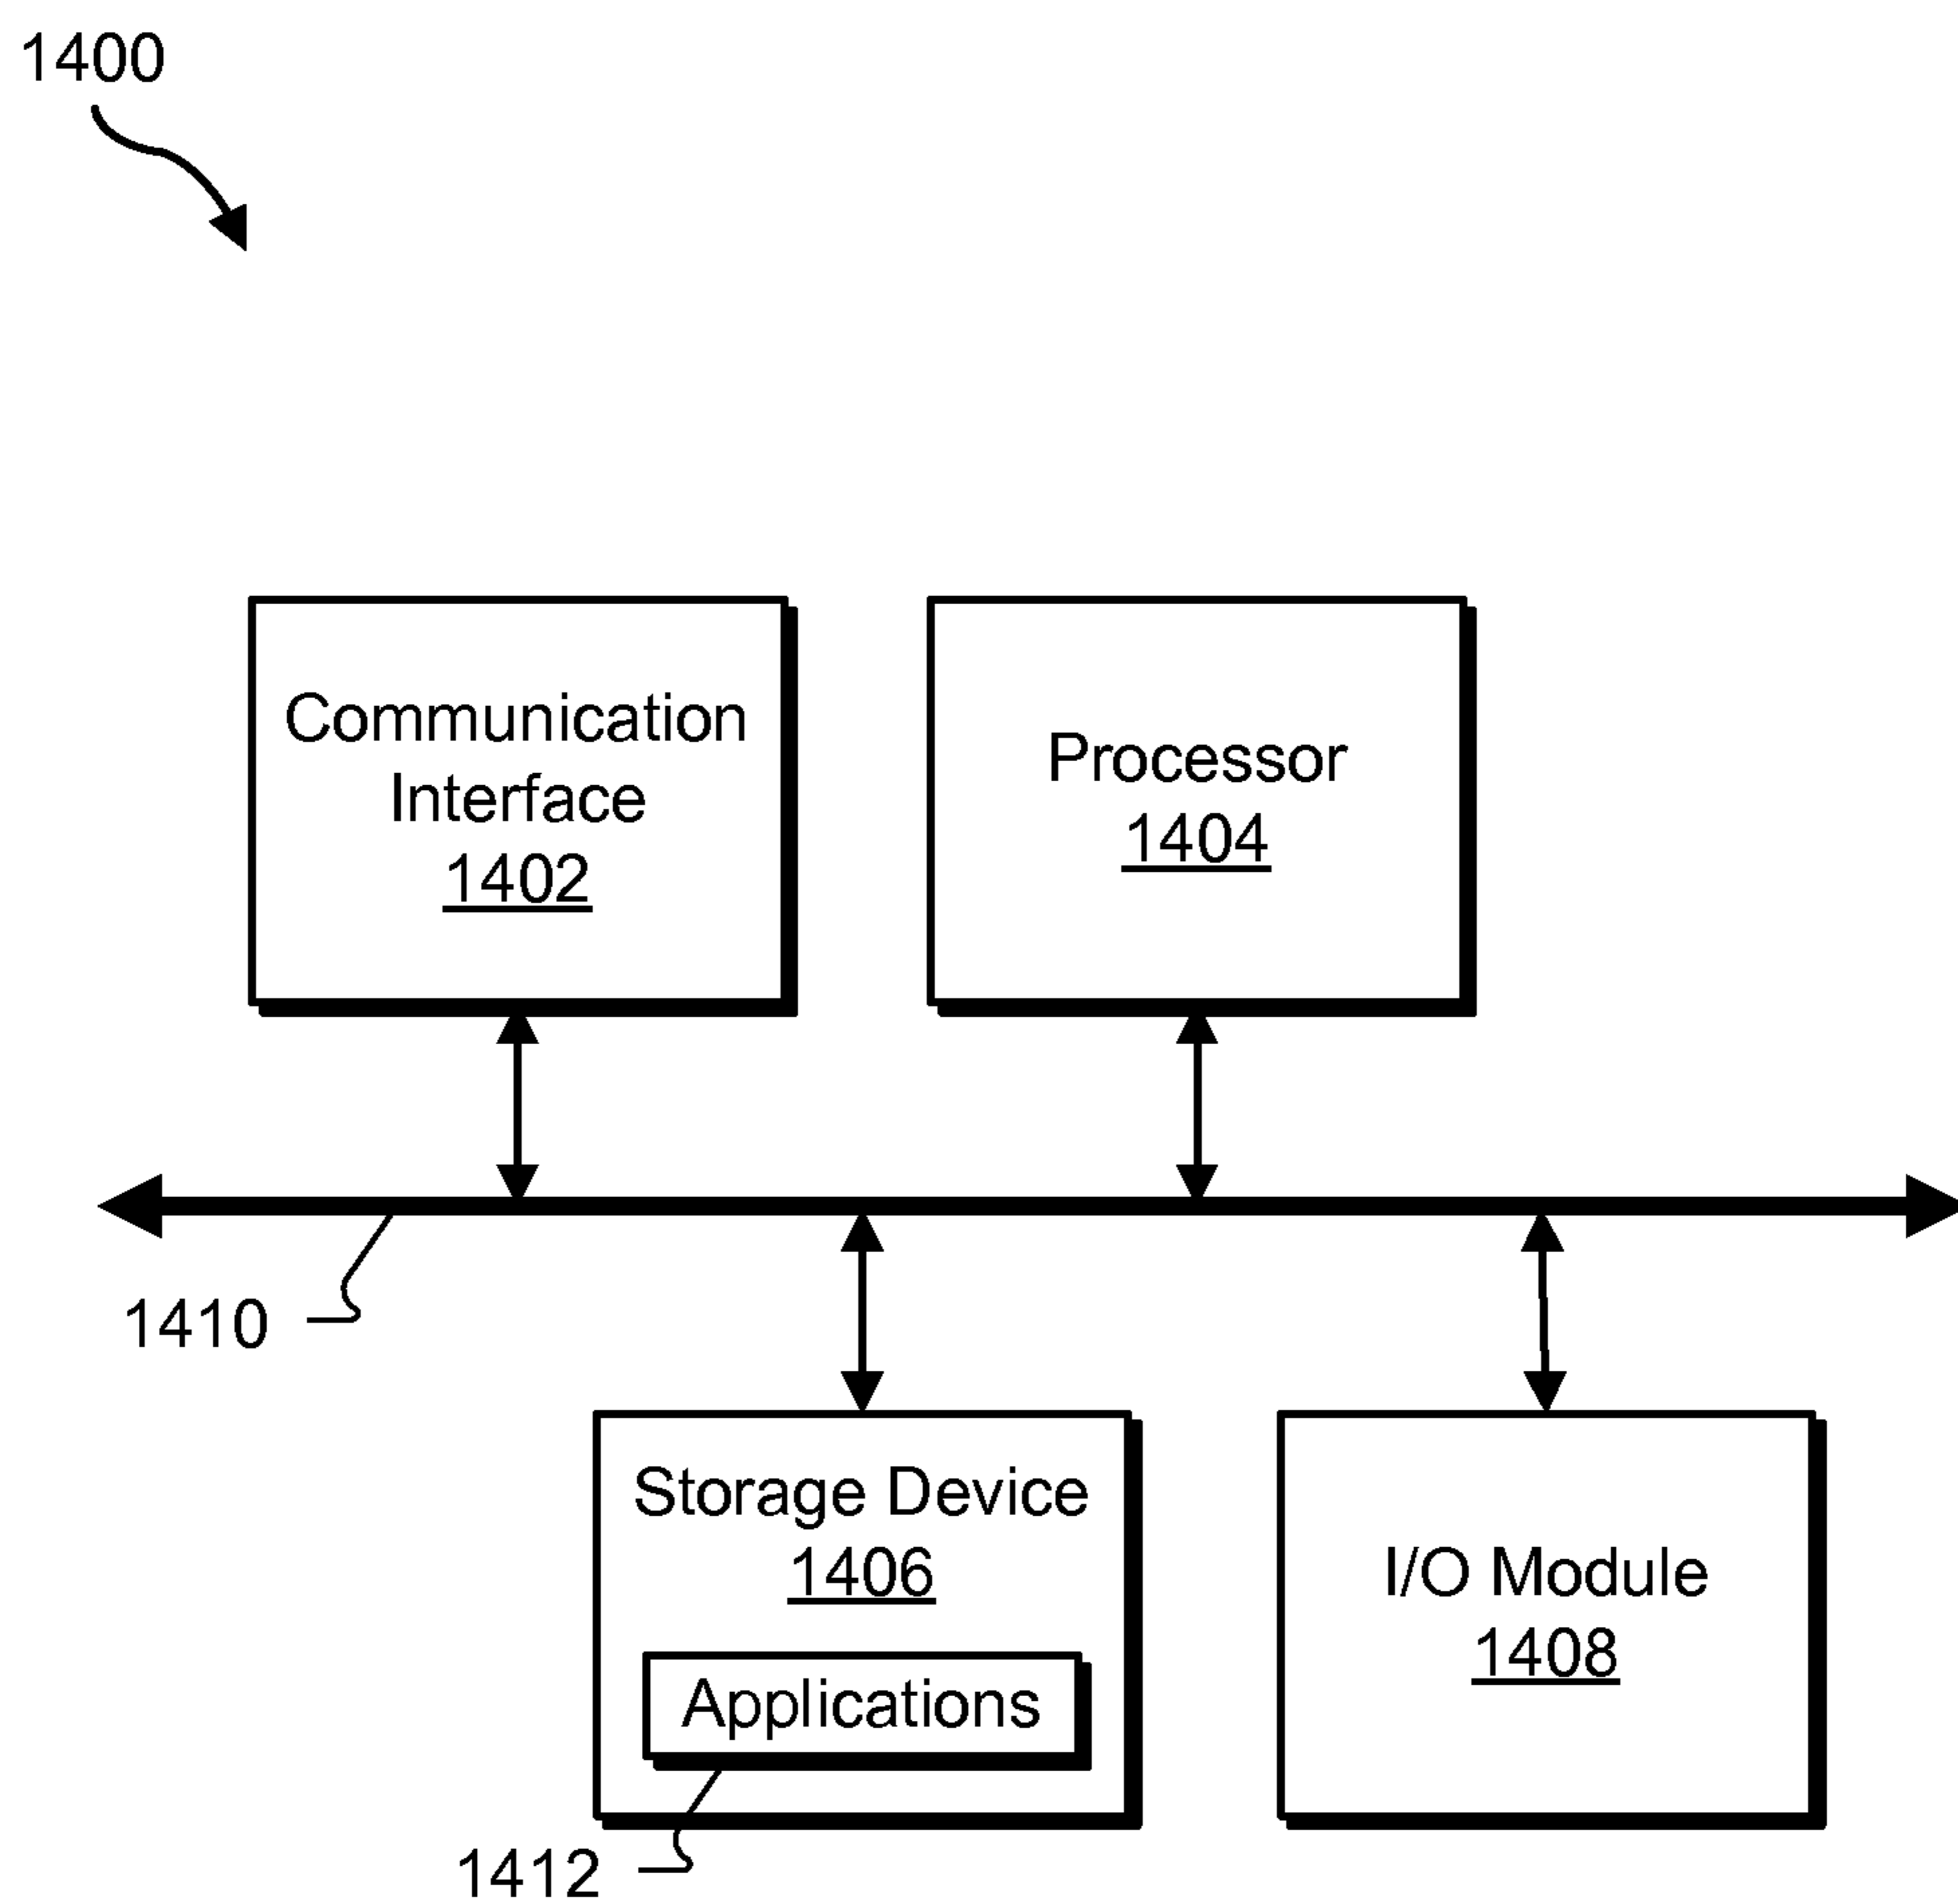 1400
Communication
Interface
1402
Processor
1404
1410
Storage Device
1406
Applications
1412
I/O Module
1408